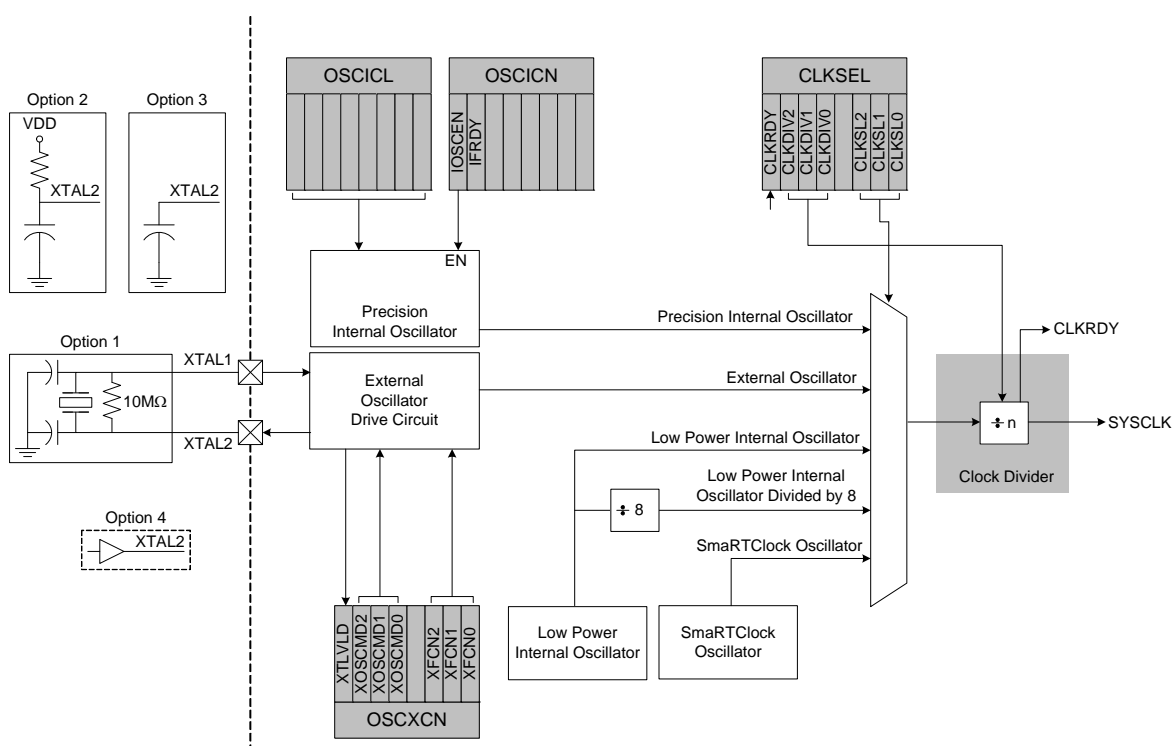 OSCICL
OSCICN
CLKSEL
IOSCEN
IFRDY
CLKRDY
CLKDIV2
CLKDIV1
CLKDIV0
CLKSL2
CLKSL1
CLKSL0
Option 2
VDD
XTAL2
Option 3
XTAL2
EN
Precision
Internal Oscillator
Precision Internal Oscillator
CLKRDY
Option 1
XTAL1
10MΩ
XTAL2
External
Oscillator
Drive Circuit
External Oscillator
÷ n
SYSCLK
Clock Divider
Low Power Internal Oscillator
Low Power Internal
Oscillator Divided by 8
÷ 8
SmaRTClock Oscillator
Option 4
XTAL2
Low Power
Internal Oscillator
SmaRTClock
Oscillator
XTLVLD
XOSCMD2
XOSCMD1
XOSCMD0
XFCN2
XFCN1
XFCN0
OSCXCN